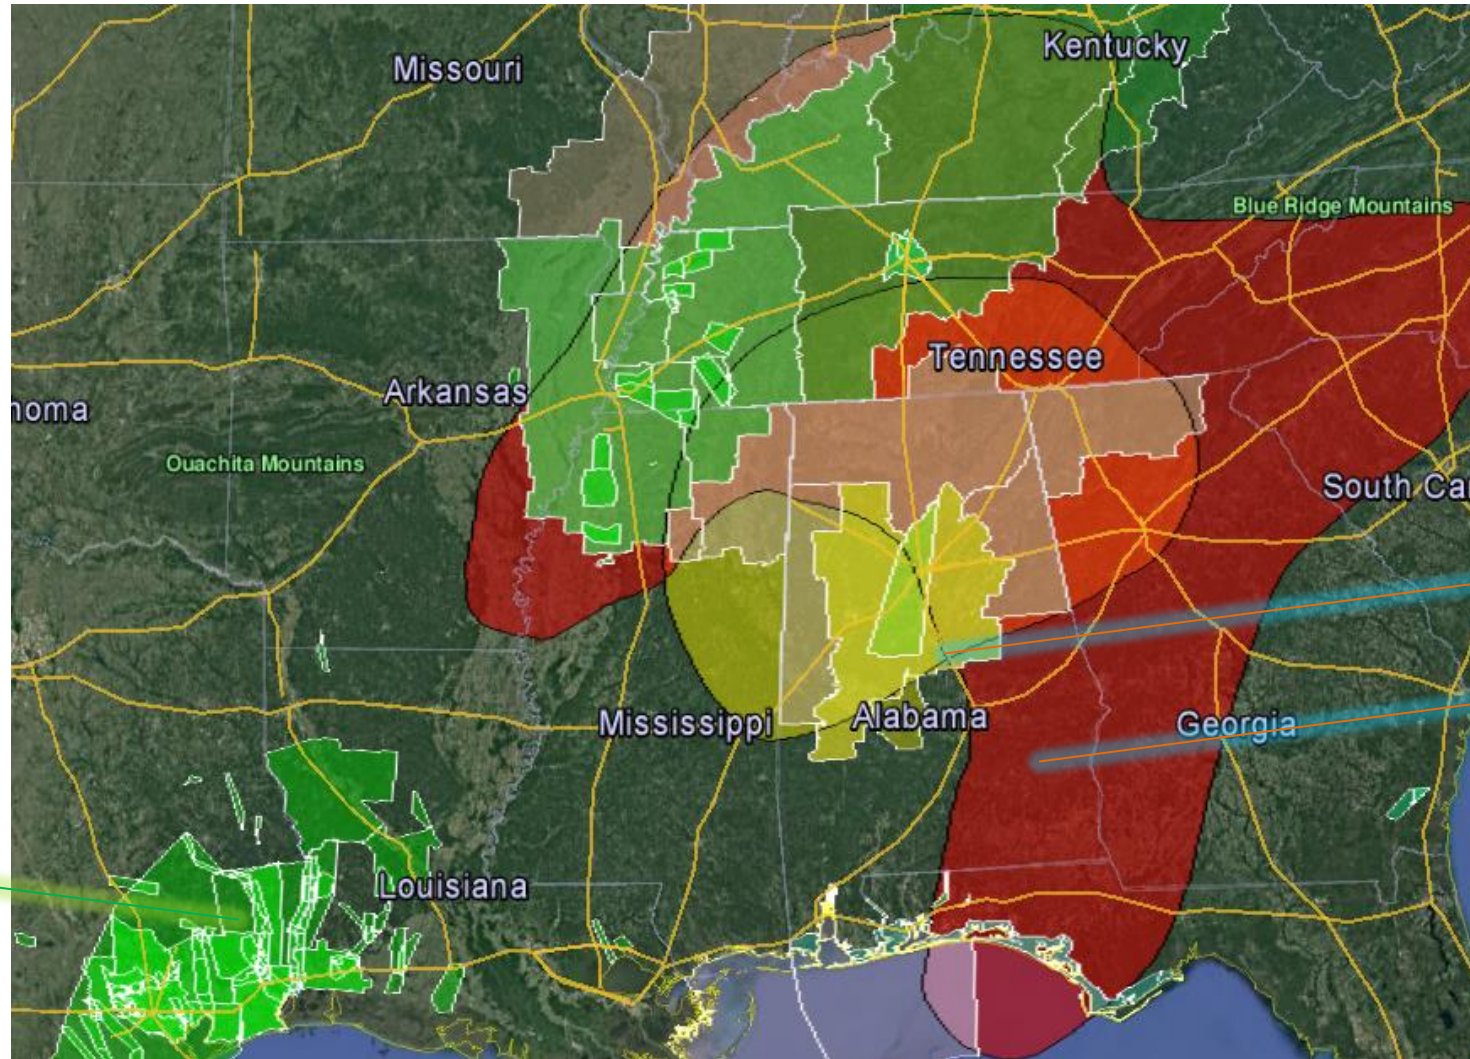 Kentucky
Missouri
Blue Ridge Mountains
Tennessee
Arkansas
homa
Ouachita Mountains
South Ca
Mississippi
Alabama
Georgia
Louisiana